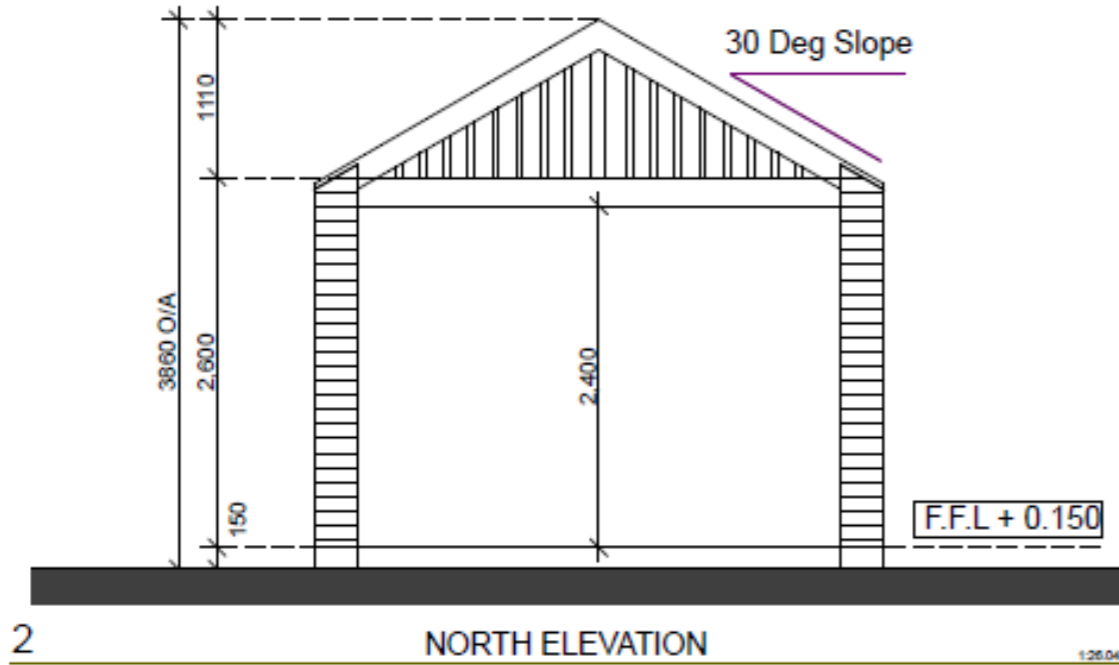 30 Deg Slope
1110
3860 O/A
2,600
2,400
150
F.F.L + 0.150
2
NORTH ELEVATION